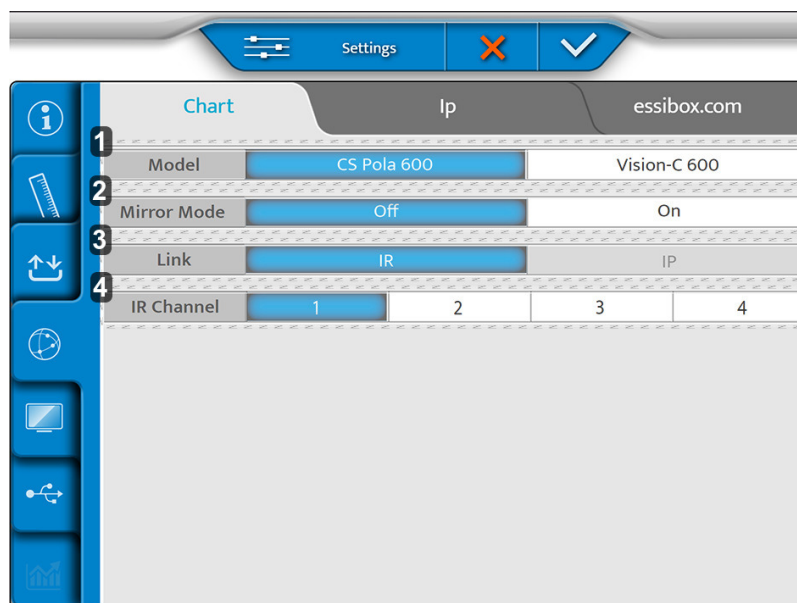 Settings
Chart Ip essibox.com
1
Model CS Pola 600 Vision-C 600
2
Mirror Mode Off On
3
Link IR IP
4
IR Channel 1 2 3 4